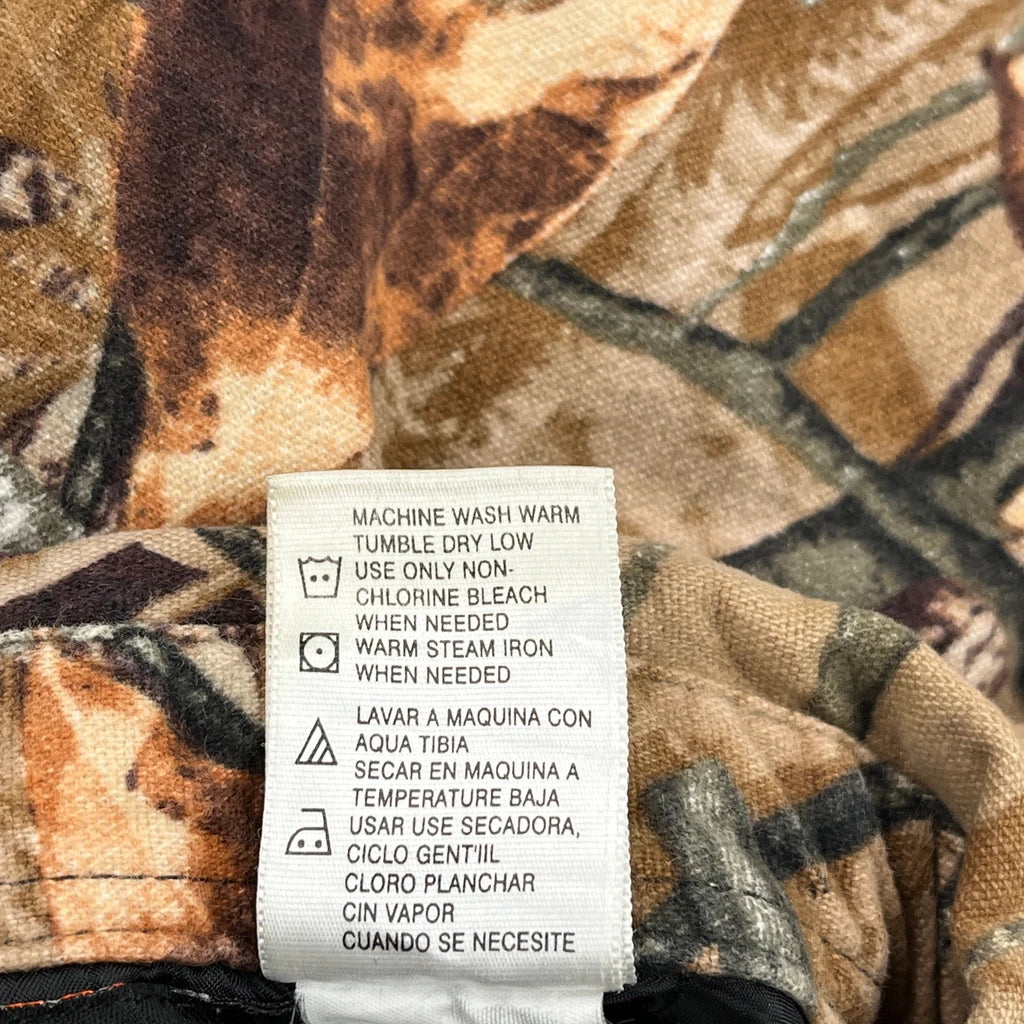 MACHINE WASH WARM
TUMBLE DRY LOW
USE ONLY NON-
CHLORINE BLEACH
WHEN NEEDED
WARM STEAM IRON
WHEN NEEDED
LAVAR A MAQUINA CON
AQUA TIBIA
SECAR EN MAQUINA A
TEMPERATURE BAJA
USAR USE SECADORA,
CICLO GENT'IIL
CLORO PLANCHAR
CIN VAPOR
CUANDO SE NECESITE